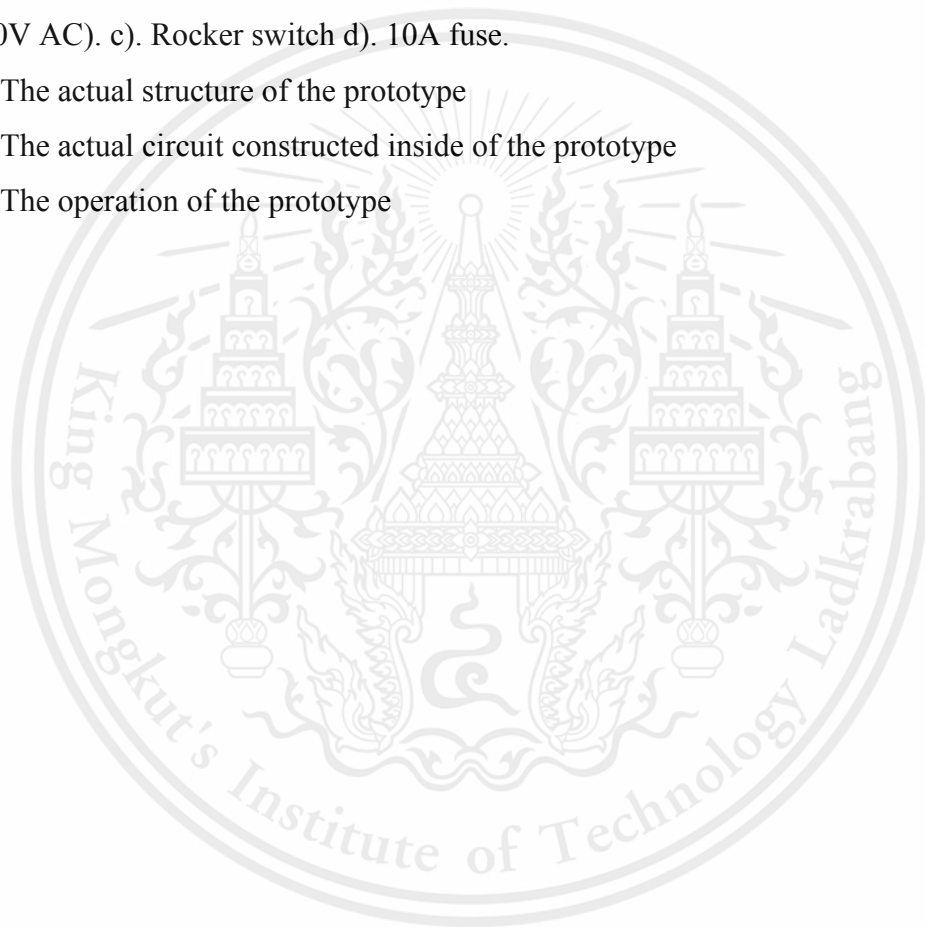 0V AC). c). Rocker switch d). 10A fuse.
The actual structure of the prototype
The actual circuit constructed inside of the prototype
The operation of the prototype
King Mongkut's Institute of Technology Ladkrabang